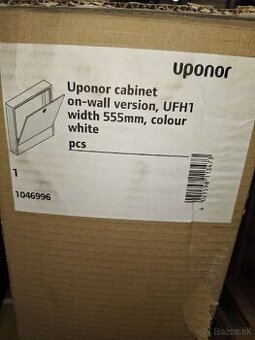 uponor
Uponor cabinet
on-wall version, UFH1
width 555mm, colour
white
pcs
1
1046996
Bazos.sk